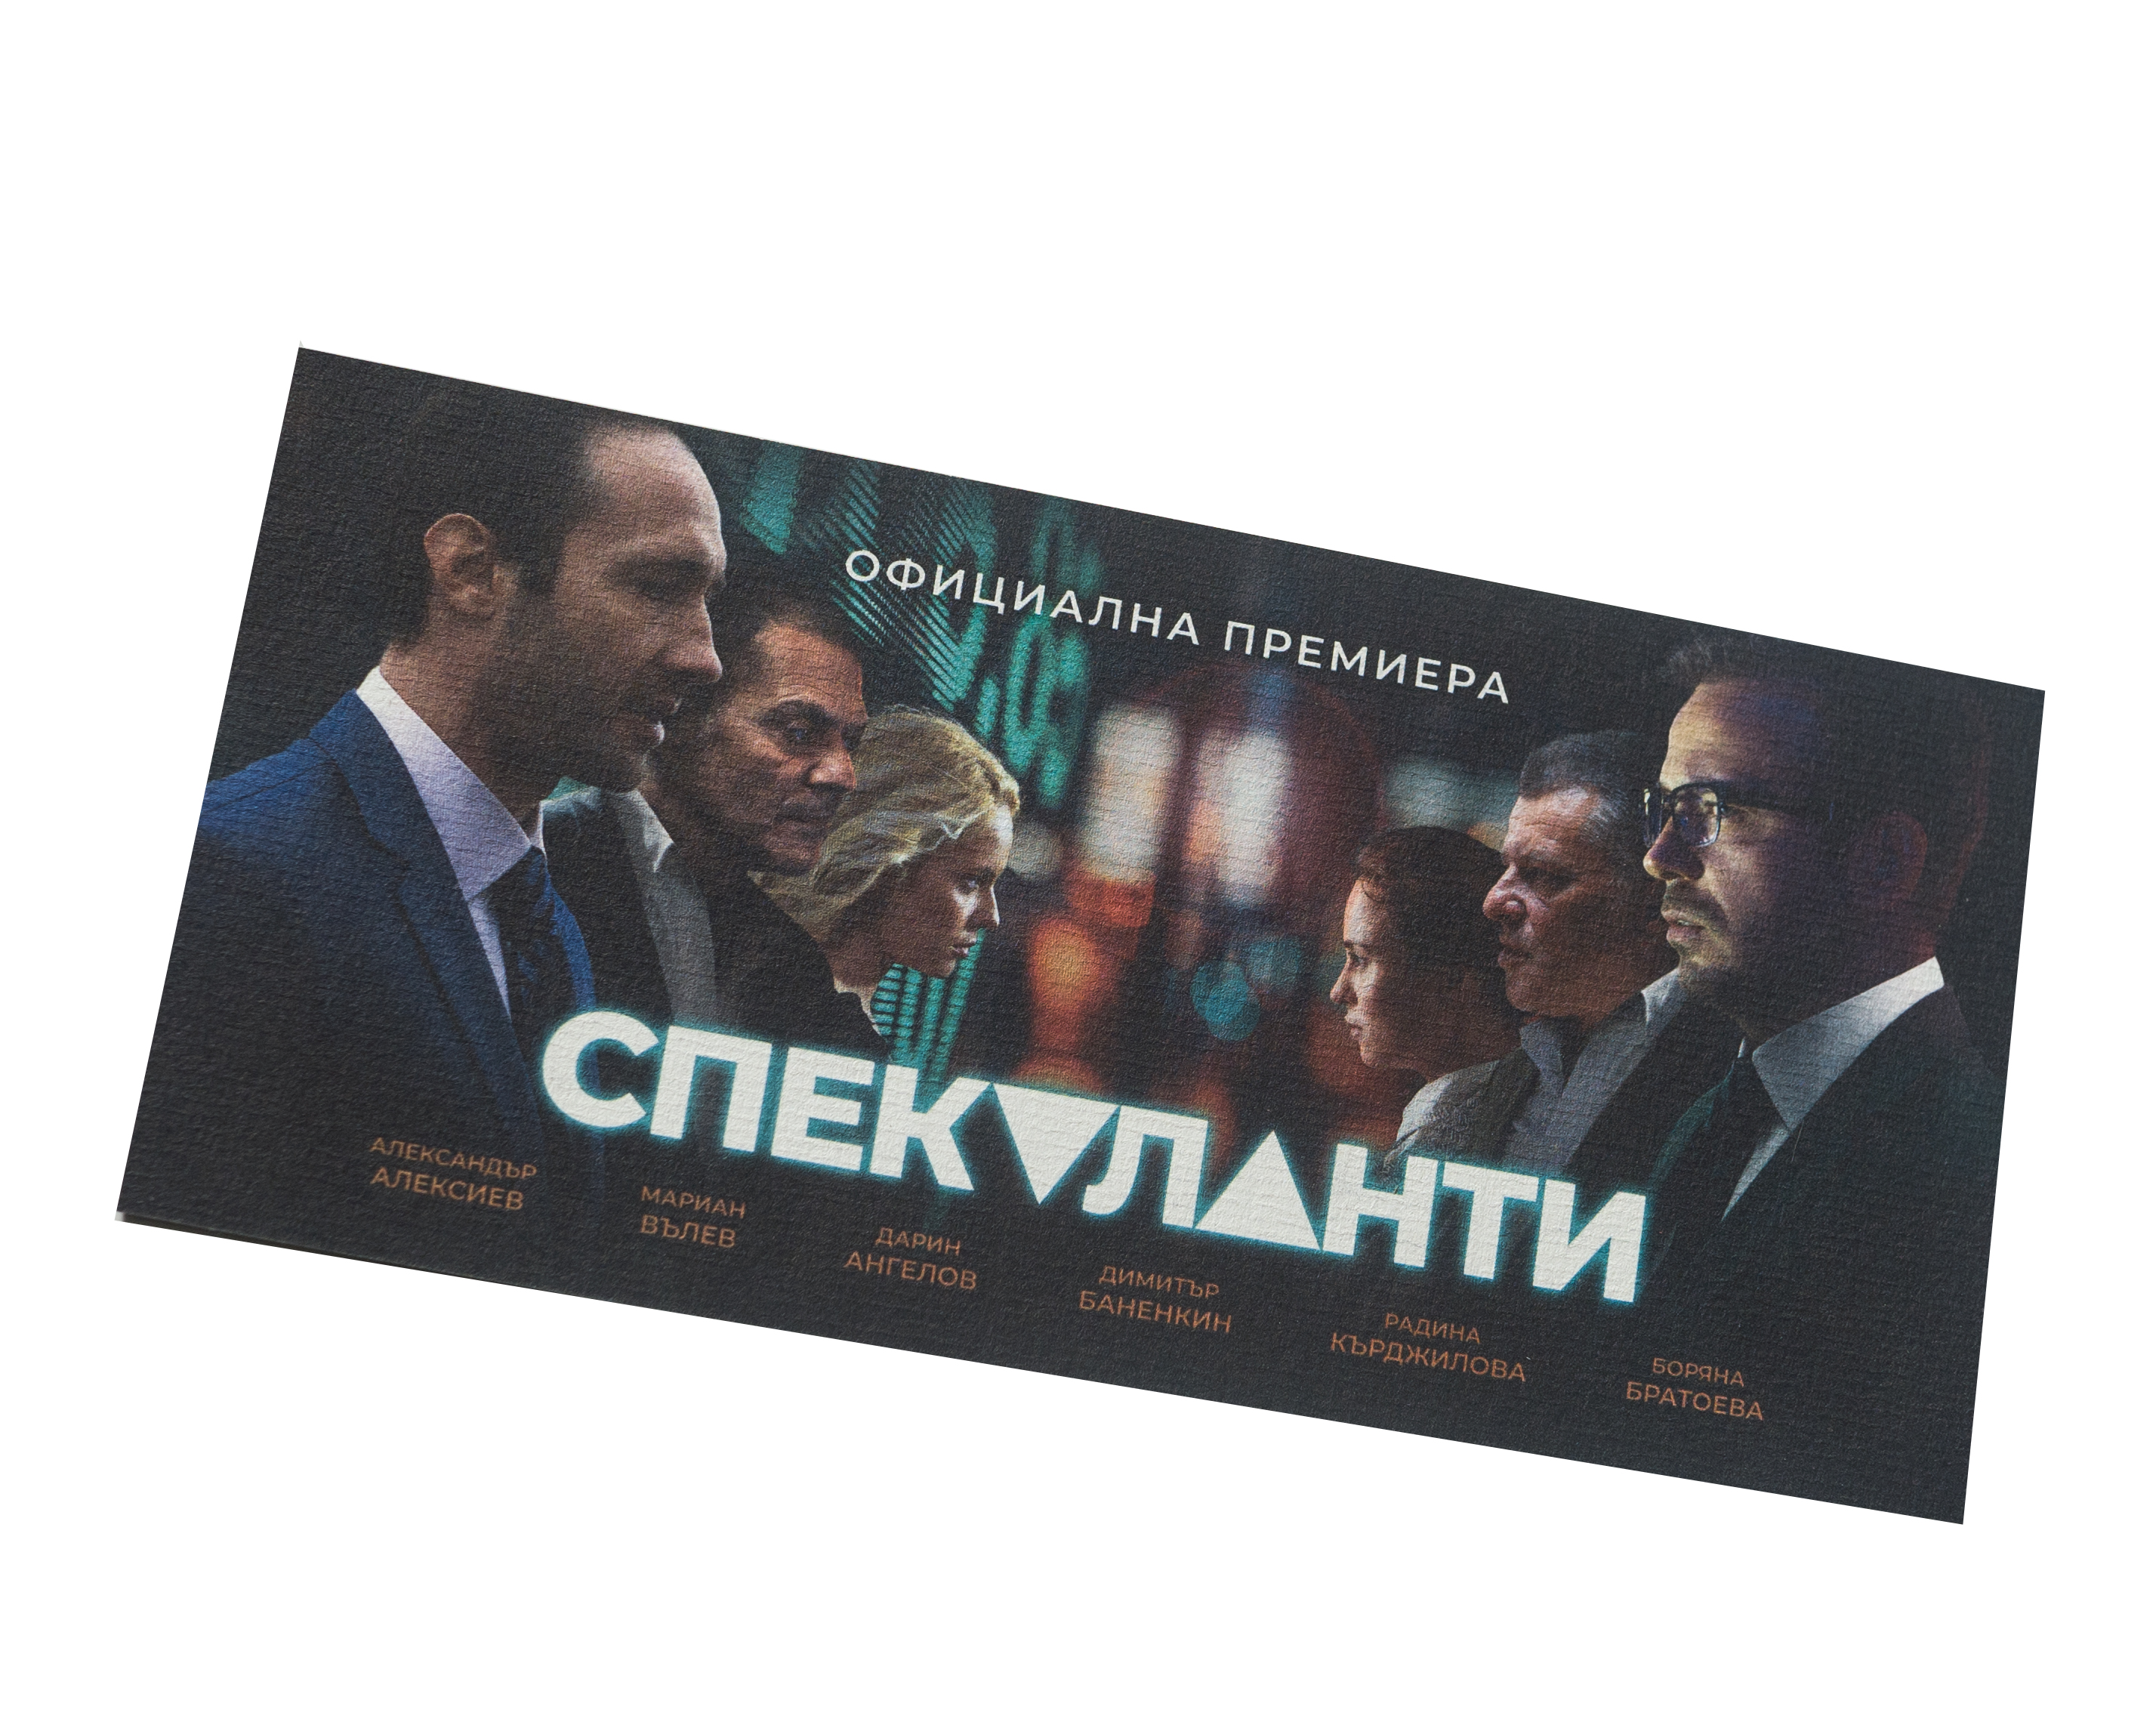 ОФИЦИАЛНА ПРЕМИЕРА
СПЕКУЛАНТИ
АЛЕКСАНДЪР
АЛЕКСИЕВ
МАРИАН
ВЪЛЕВ
ДАРИН
АНГЕЛОВ
ДИМИТЪР
БАНЕНКИН
РАДИНА
КЪРДЖИЛОВА
БОРЯНА
БРАТОЕВА